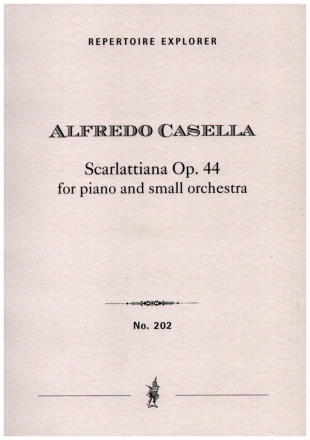 REPERTOIRE EXPLORER
ALFREDO CASELLA
Scarlattiana Op. 44
for piano and small orchestra
No. 202